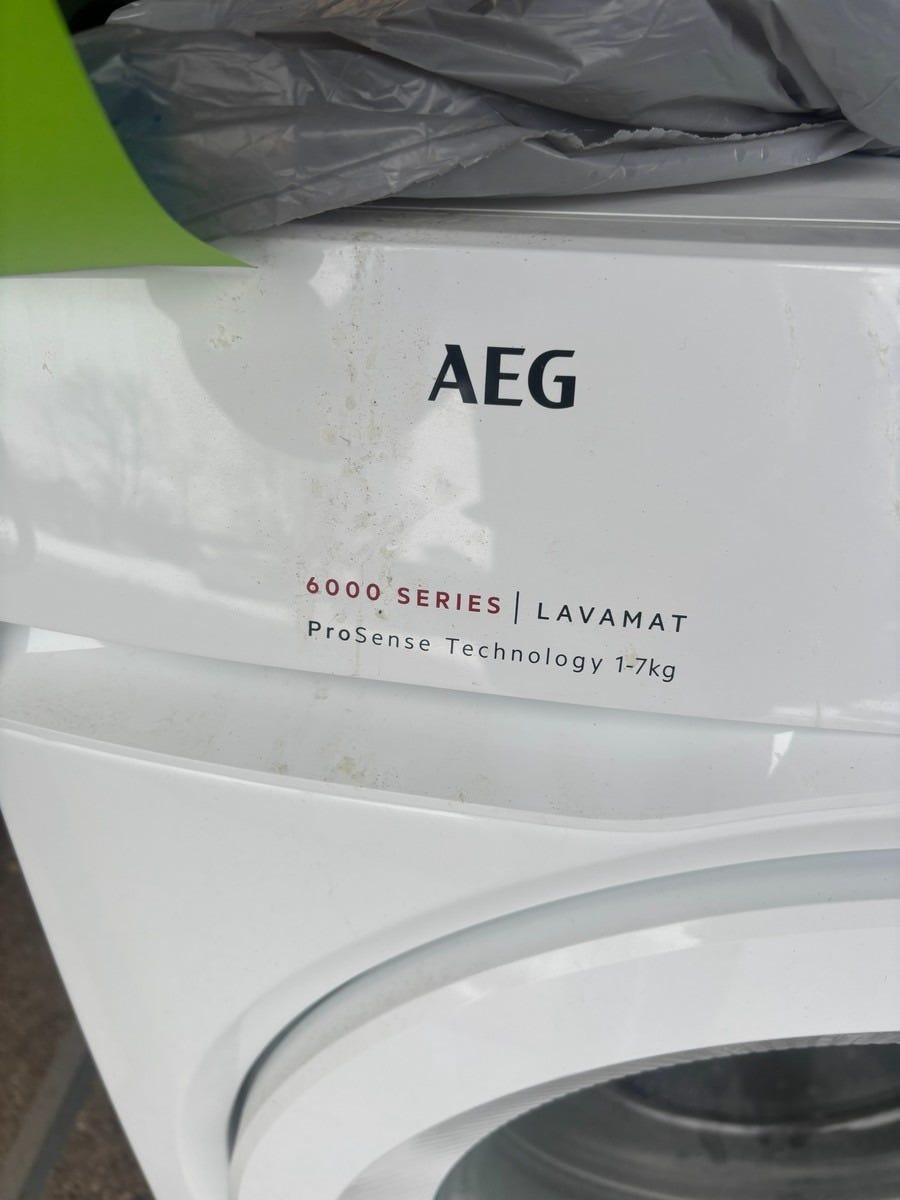 AEG
6000 SERIES | LAVAMAT
ProSense Technology 1-7kg